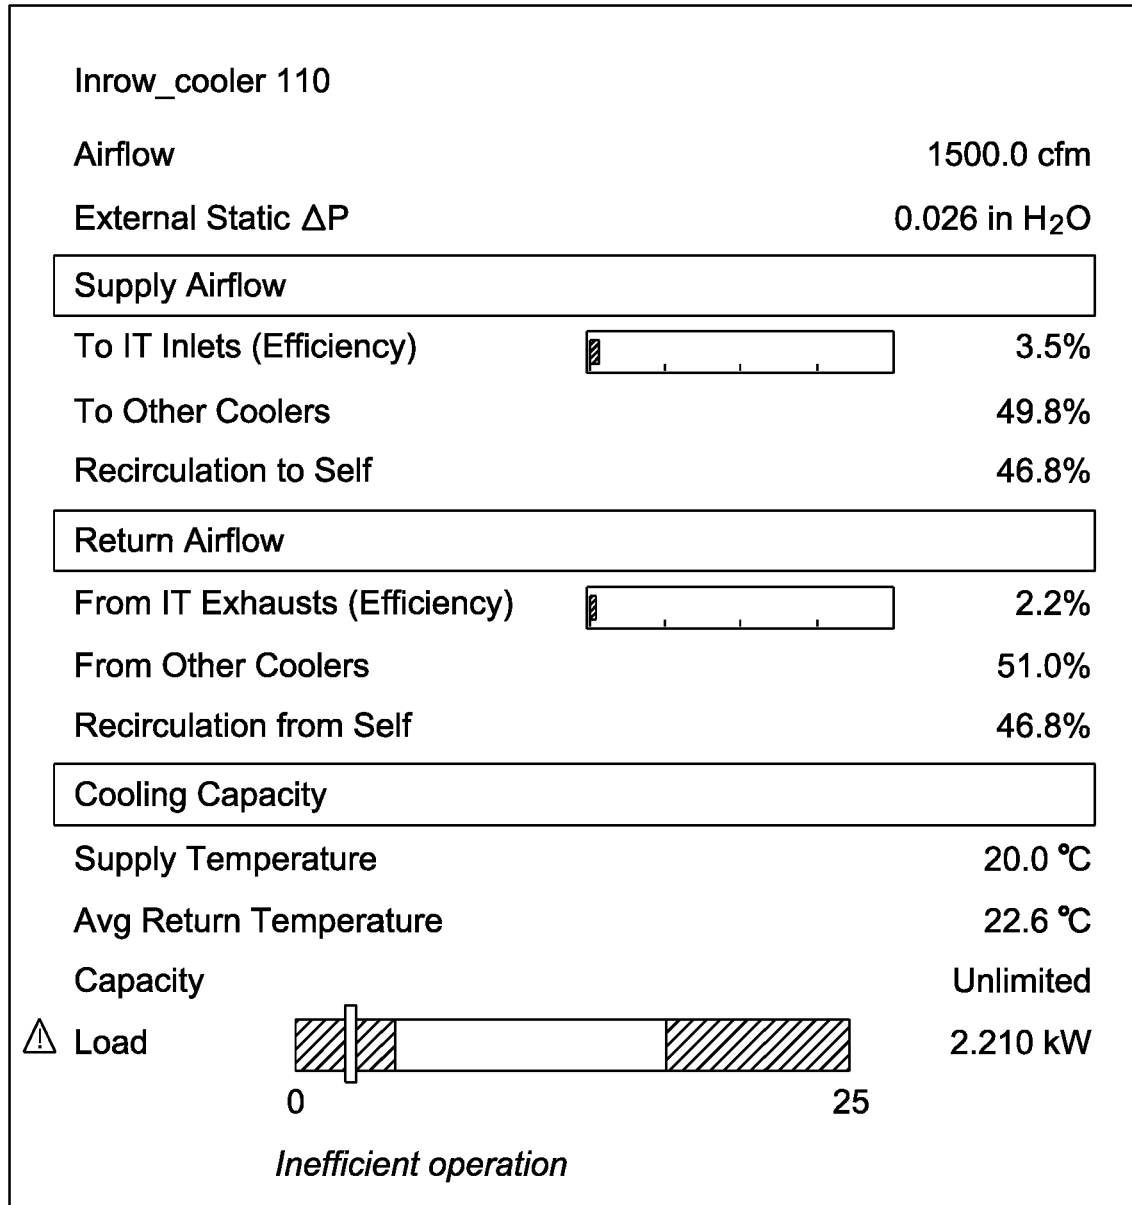 Inrow_cooler 110
Airflow 1500.0 cfm
External Static ΔP 0.026 in H₂O
Supply Airflow
To IT Inlets (Efficiency) 3.5%
To Other Coolers 49.8%
Recirculation to Self 46.8%
Return Airflow
From IT Exhausts (Efficiency) 2.2%
From Other Coolers 51.0%
Recirculation from Self 46.8%
Cooling Capacity
Supply Temperature 20.0 °C
Avg Return Temperature 22.6 °C
Capacity Unlimited
Load 2.210 kW
0 25
Inefficient operation